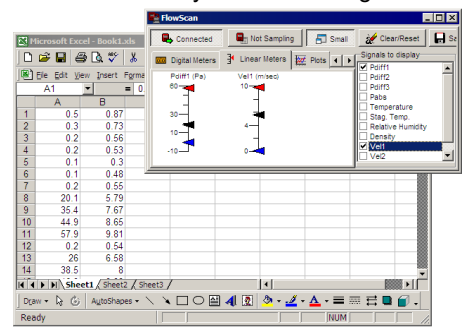 FlowScan
Connected Not Sampling Small Clear/Reset Sa
Digital Meters Linear Meters Plots Signals to display
Pdiff1 (Pa) Vel1 (m/sec)
60 10
30 4
10
-10 0
Pdiff1
Pdiff2
Pdiff3
Pabs
Temperature
Stag. Temp.
Relative Humidity
Density
Vel1
Vel2
Microsoft Excel - Book1.xls
File Edit View Insert Forma
A1 = 0
A B
1 0.5 0.87
2 0.3 0.73
3 0.2 0.56
4 0.2 0.53
5 0.1 0.3
6 0.1 0.48
7 0.2 0.55
8 20.1 5.79
9 35.4 7.67
10 44.9 8.65
11 57.9 9.81
12 0.2 0.54
13 26 6.58
14 38.5 8
Sheet1 Sheet2 Sheet3
Draw AutoShapes
Ready NUM